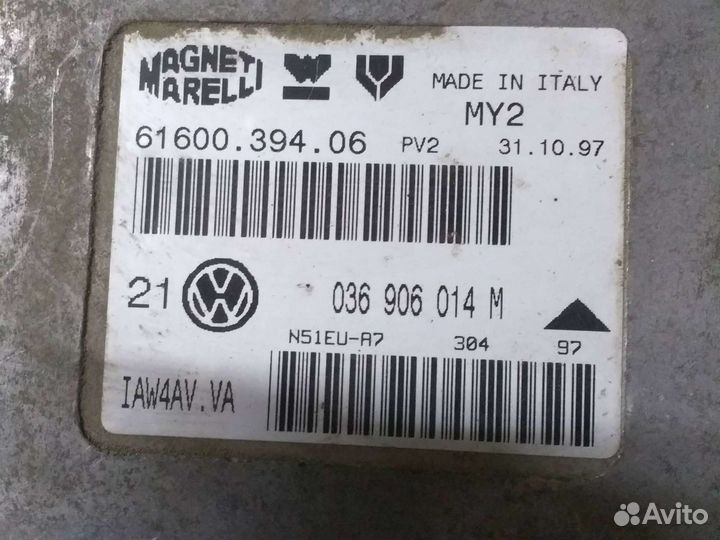 MAGNETI MARELLI
MADE IN ITALY
MY2
61600.394.06 PV2 31.10.97
21 VW 036 906 014 M
N51EU-A7 304 97
IAW4AV.VA
Avito